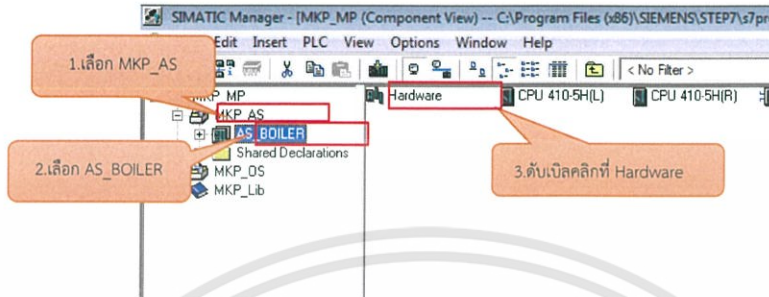 SIMATIC Manager - [MKP_MP (Component View) -- C:\Program Files (x86)\SIEMENS\STEP7\s7pr
Edit Insert PLC View Options Window Help
1.เลือก MKP_AS
< No Filter >
MKP_MP
Hardware
CPU 410-5H(L)
CPU 410-5H(R)
MKP_AS
AS_BOILER
Shared Declarations
2.เลือก AS_BOILER
3.ดับเบิลคลิกที่ Hardware
MKP_OS
MKP_Lib